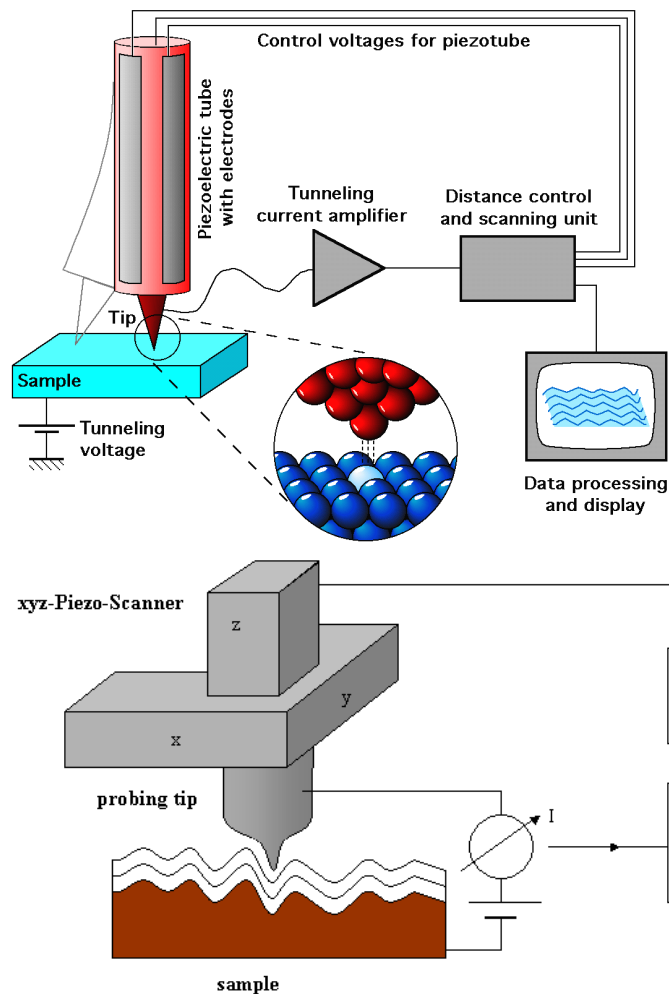 Control voltages for piezotube
Piezoelectric tube
with electrodes
Tunneling
current amplifier
Distance control
and scanning unit
Tip
Sample
Tunneling
voltage
Data processing
and display
xyz-Piezo-Scanner
z
y
x
probing tip
I
sample